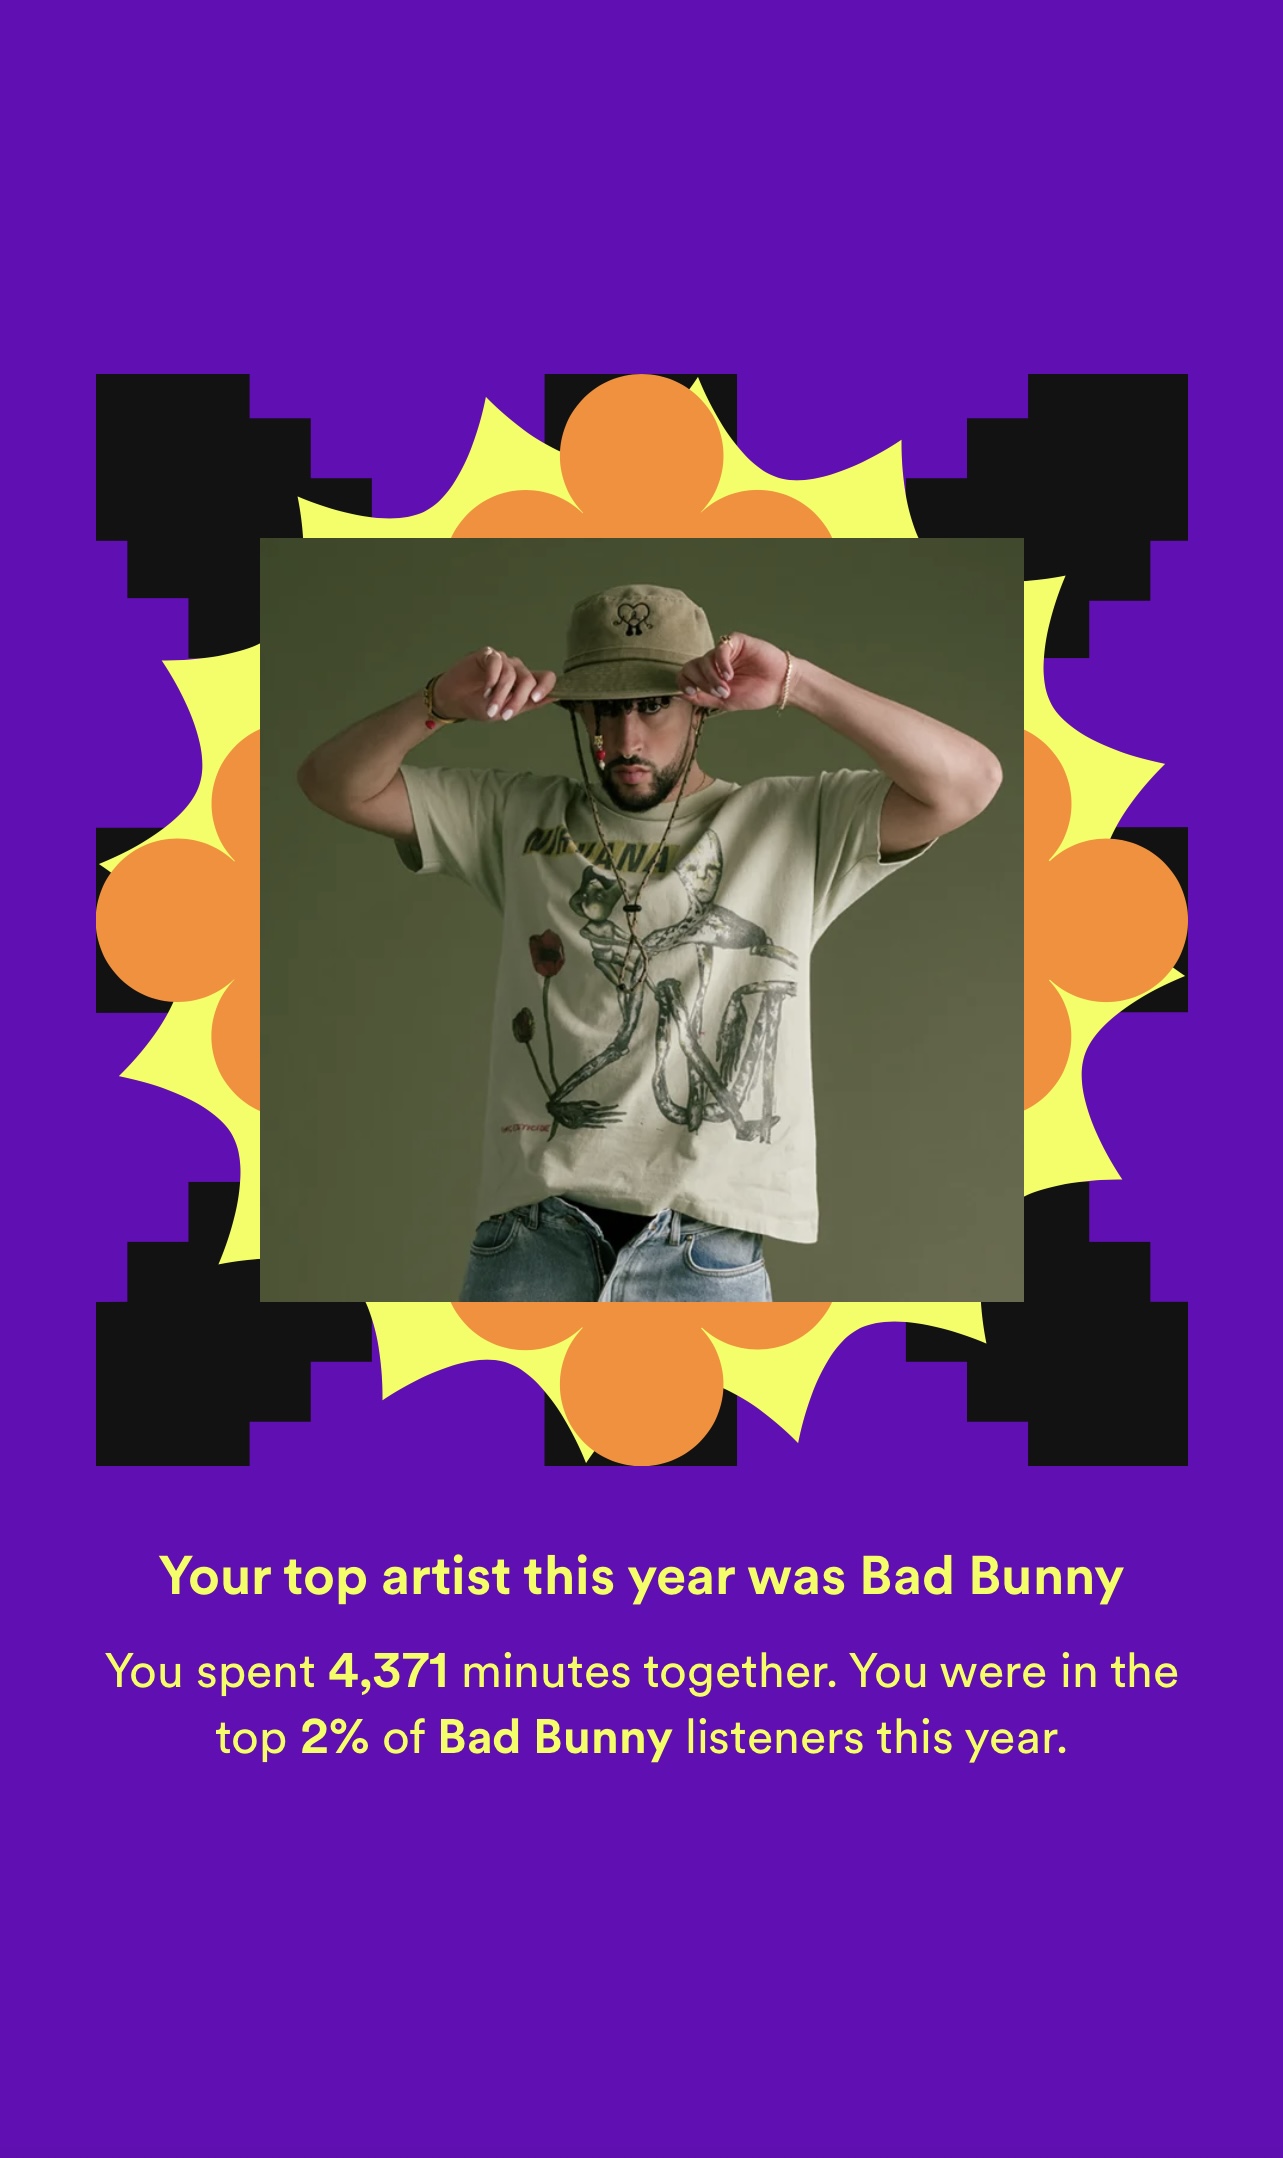 NIRVANA
Your top artist this year was Bad Bunny
You spent 4,371 minutes together. You were in the
top 2% of Bad Bunny listeners this year.